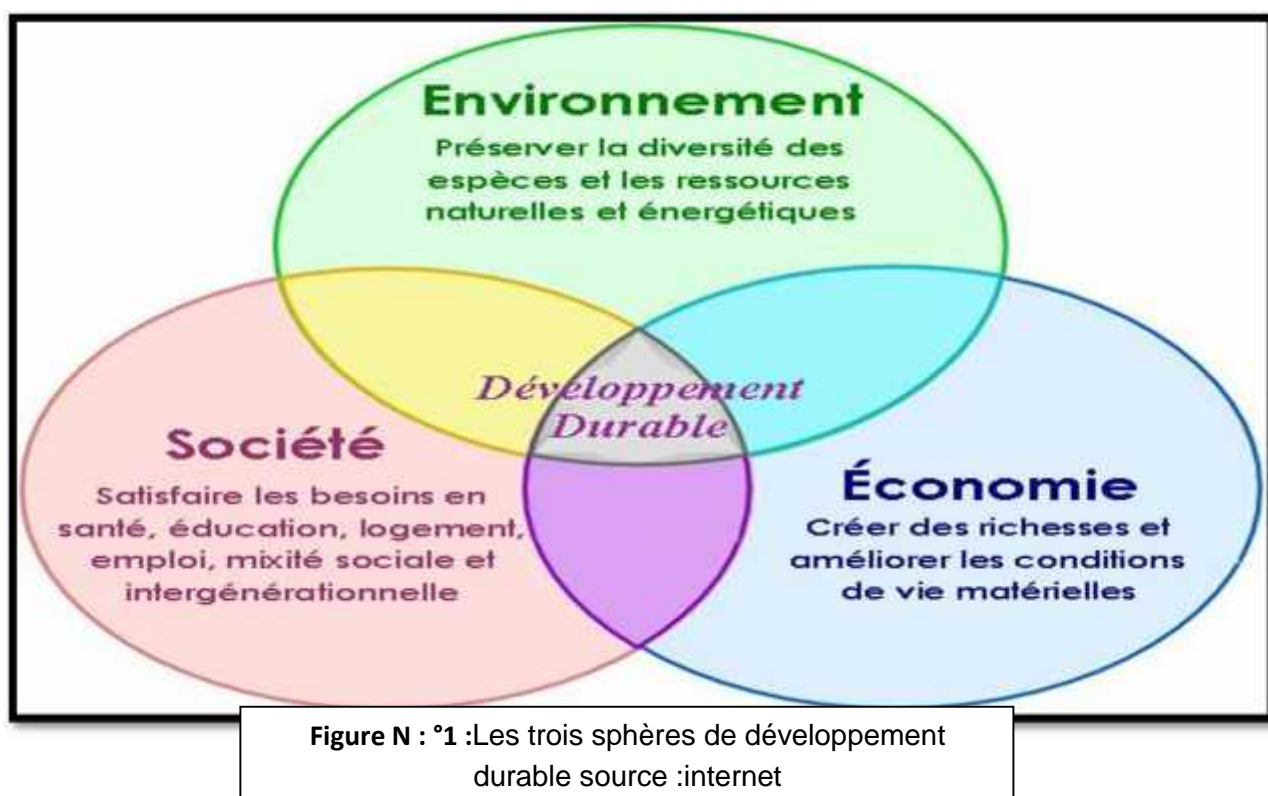 Environnement
Préserver la diversité des
espèces et les ressources
naturelles et énergétiques
Développement
Durable
Société
Satisfaire les besoins en
santé, éducation, logement,
emploi, mixité sociale et
intergénérationnelle
Économie
Créer des richesses et
améliorer les conditions
de vie matérielles
Figure N : °1 :Les trois sphères de développement
durable source :internet